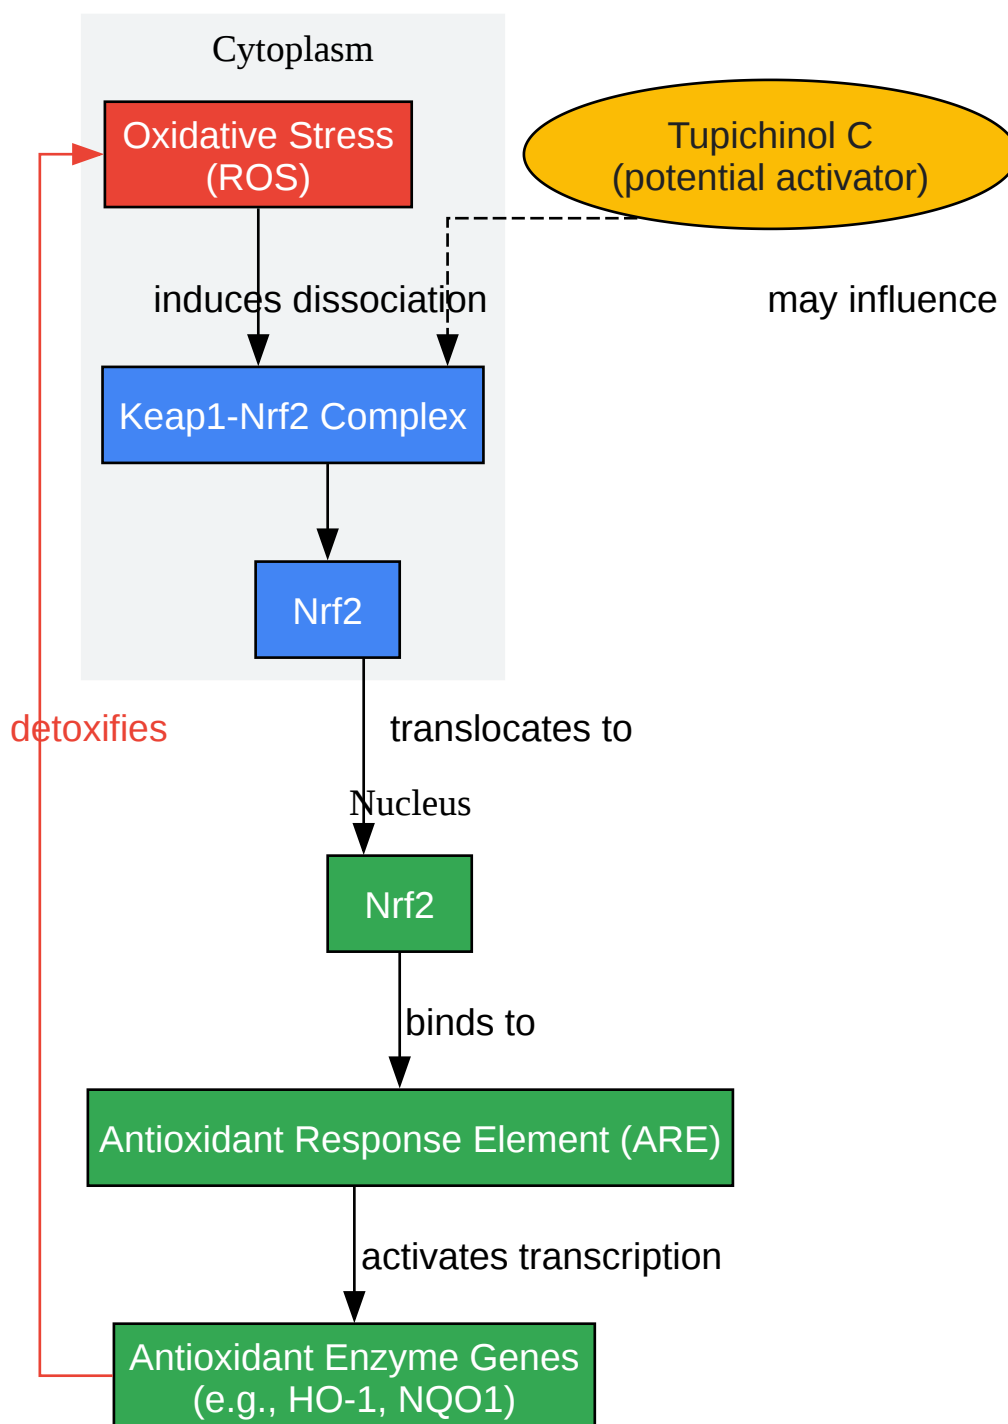 Cytoplasm
Oxidative Stress
(ROS)
Tupichinol C
(potential activator)
induces dissociation
may influence
Keap1-Nrf2 Complex
Nrf2
detoxifies
translocates to
Nucleus
Nrf2
binds to
Antioxidant Response Element (ARE)
activates transcription
Antioxidant Enzyme Genes
(e.g., HO-1, NQO1)